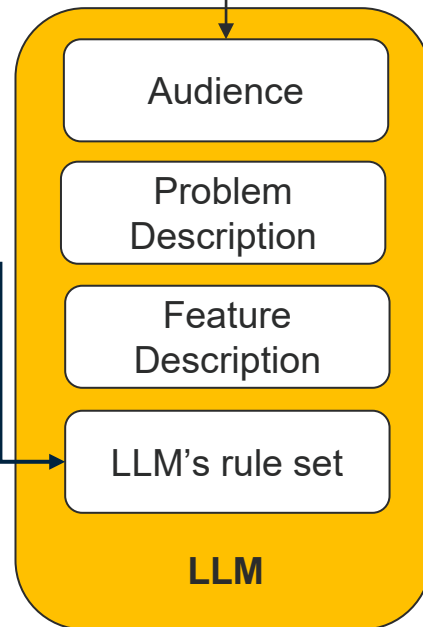 Audience
Problem
Description
Feature
Description
LLM's rule set
LLM